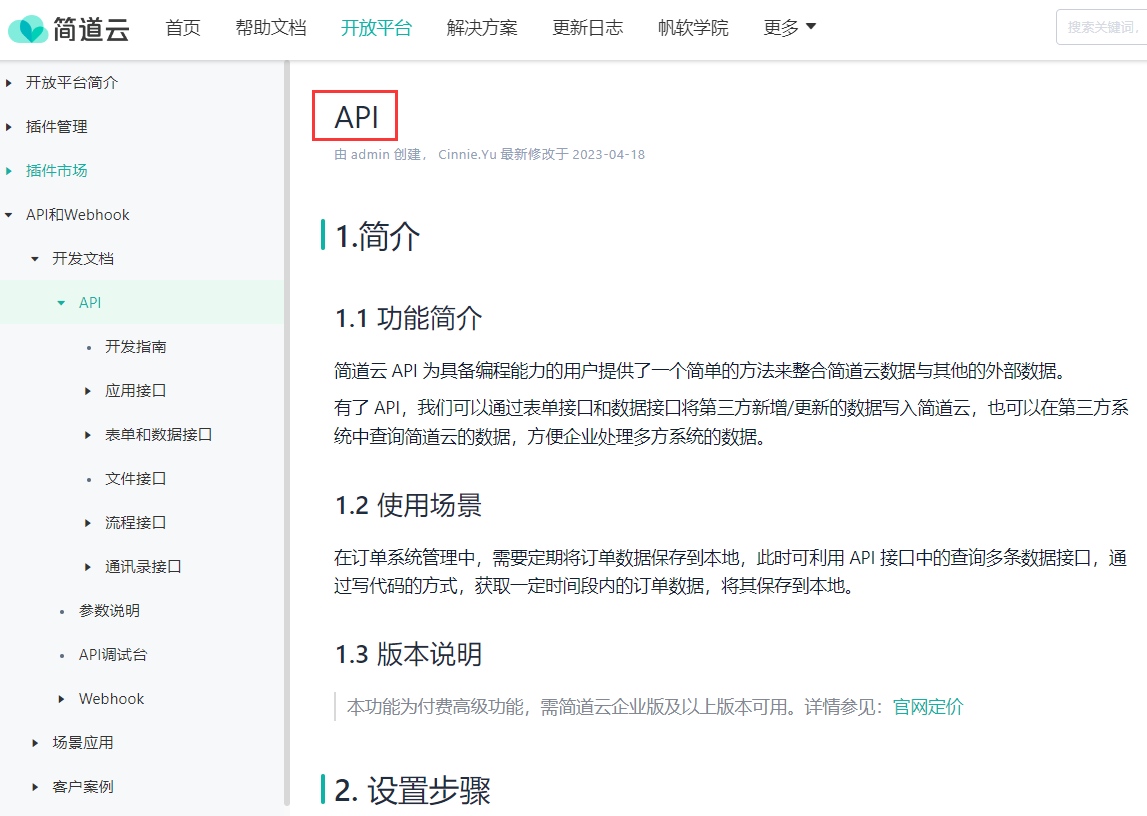 简道云 首页 帮助文档 开放平台 解决方案 更新日志 帆软学院 更多 搜索关键词,
开放平台简介
插件管理
插件市场
API和Webhook
开发文档
API
开发指南
应用接口
表单和数据接口
文件接口
流程接口
通讯录接口
参数说明
API调试台
Webhook
场景应用
客户案例
API
由 admin 创建， Cinnie.Yu 最新修改于 2023-04-18
1.简介
1.1 功能简介
简道云 API 为具备编程能力的用户提供了一个简单的方法来整合简道云数据与其他的外部数据。
有了 API，我们可以通过表单接口和数据接口将第三方新增/更新的数据写入简道云，也可以在第三方系
统中查询简道云的数据，方便企业处理多方系统的数据。
1.2 使用场景
在订单系统管理中，需要定期将订单数据保存到本地，此时可利用 API 接口中的查询多条数据接口，通
过写代码的方式，获取一定时间段内的订单数据，将其保存到本地。
1.3 版本说明
本功能为付费高级功能，需简道云企业版及以上版本可用。详情参见：官网定价
2. 设置步骤